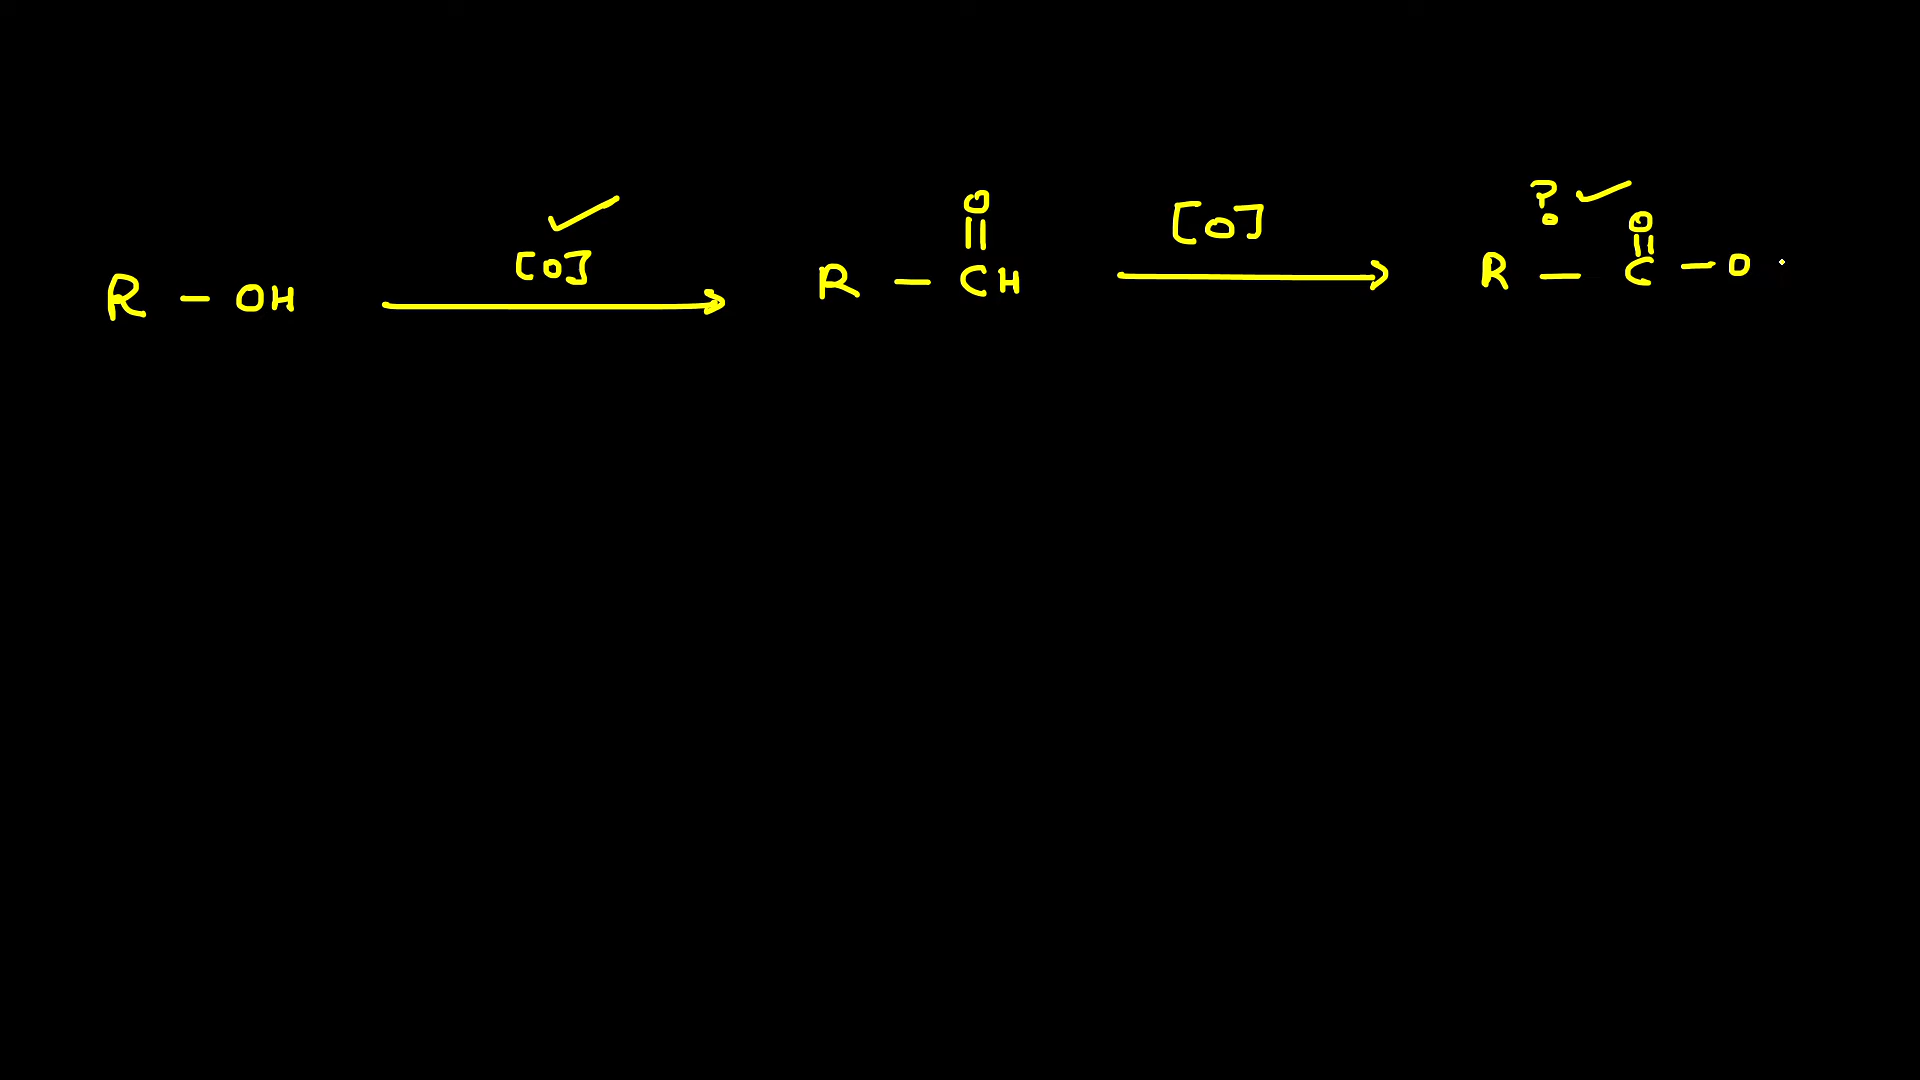 R - OH [O] → R - CH [O] → R - C - O
O ? O